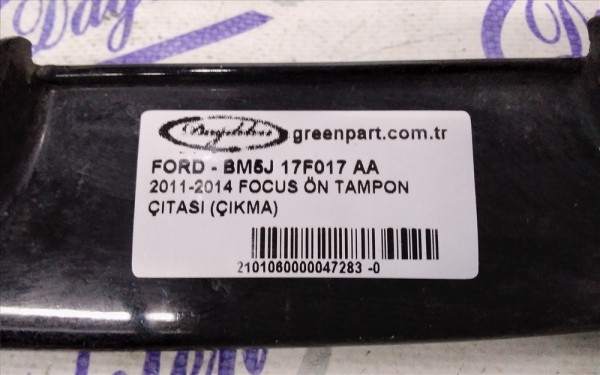 greenpart.com.tr
FORD - BM5J 17F017 AA
2011-2014 FOCUS ÖN TAMPON
ÇITASI (ÇIKMA)
2101060000047283 -0